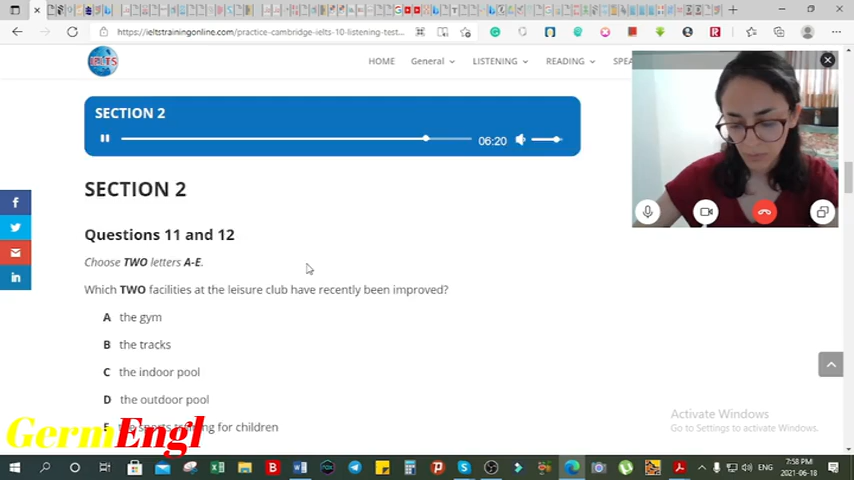 https://ieltstrainingonline.com/practice-cambridge-ielts-10-listening-test...
IELTS
HOME General LISTENING READING SPEA
SECTION 2
06:20
SECTION 2
Questions 11 and 12
Choose TWO letters A-E.
Which TWO facilities at the leisure club have recently been improved?
A the gym
B the tracks
C the indoor pool
D the outdoor pool
E the sports training for children
Activate Windows
Go to Settings to activate Windows.
GermEngl
ENG
7:58 PM
2021-06-18